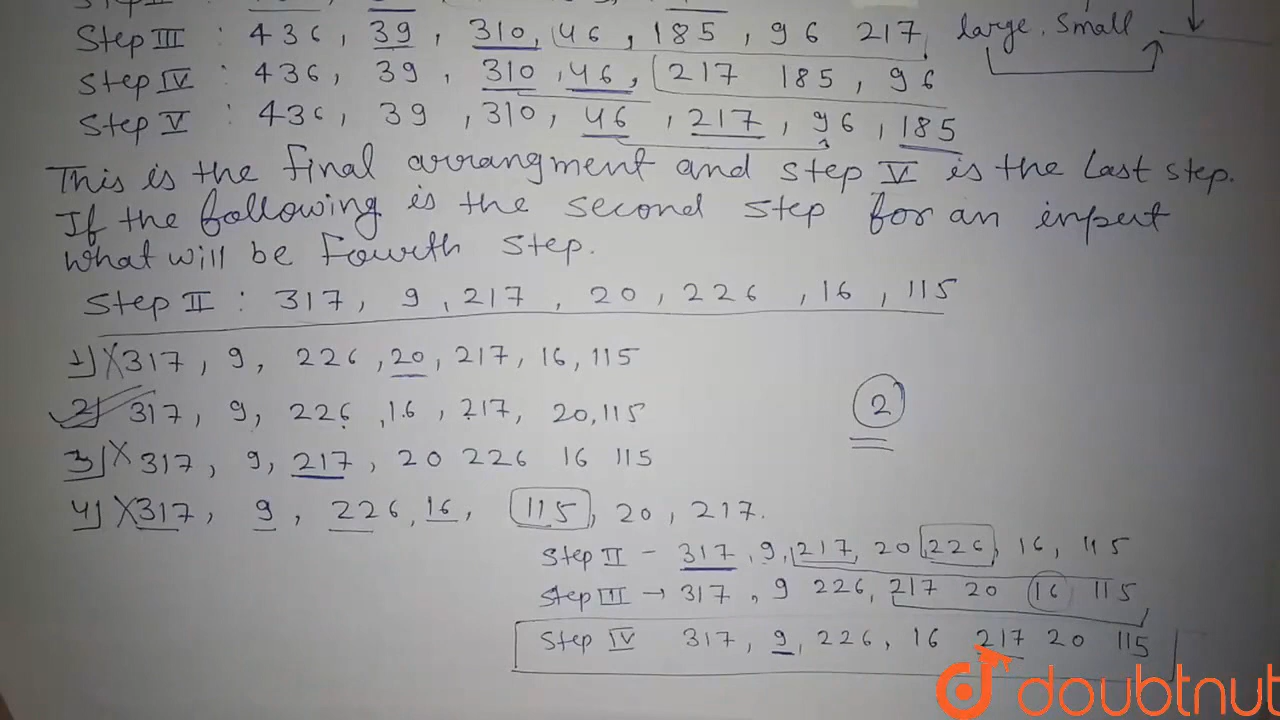 Step III : 436, 39, 310, 46, 185, 96 217 large, Small
Step IV : 436, 39, 310, 46, 217 185, 96
Step V : 436, 39, 310, 46, 217, 96, 185
This is the final arrangment and step V is the Last step.
If the following is the second step for an input
what will be Fourth step.
Step II : 317, 9, 217, 20, 226, 16, 115
1) X 317, 9, 226, 20, 217, 16, 115
2) 317, 9, 226, 16, 217, 20, 115
2
3) X 317, 9, 217, 20 226 16 115
4) X 317, 9, 226, 16, 115, 20, 217.
Step II - 317, 9, 217, 20 226, 16, 115
Step III → 317, 9 226, 217 20 16 115
Step IV 317, 9, 226, 16 217 20 115
doubtnut